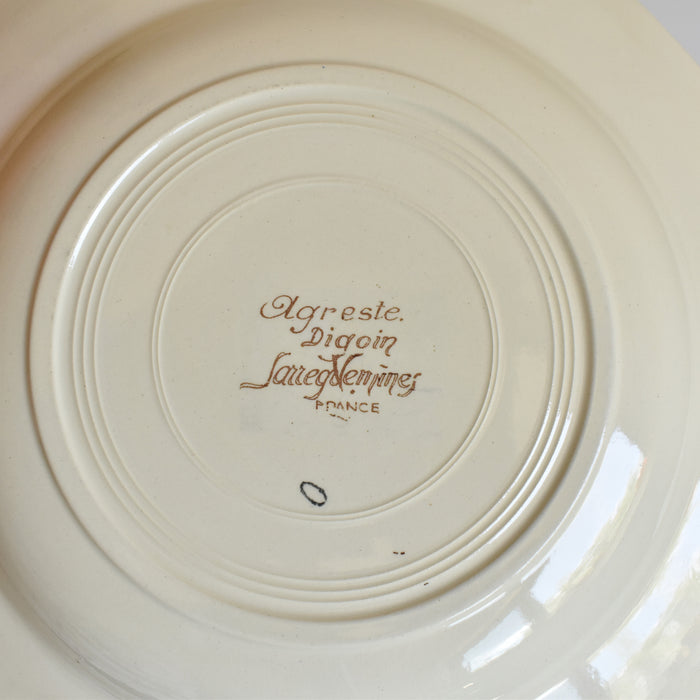 Agreste.
Digoin
Sarreguemines
FRANCE